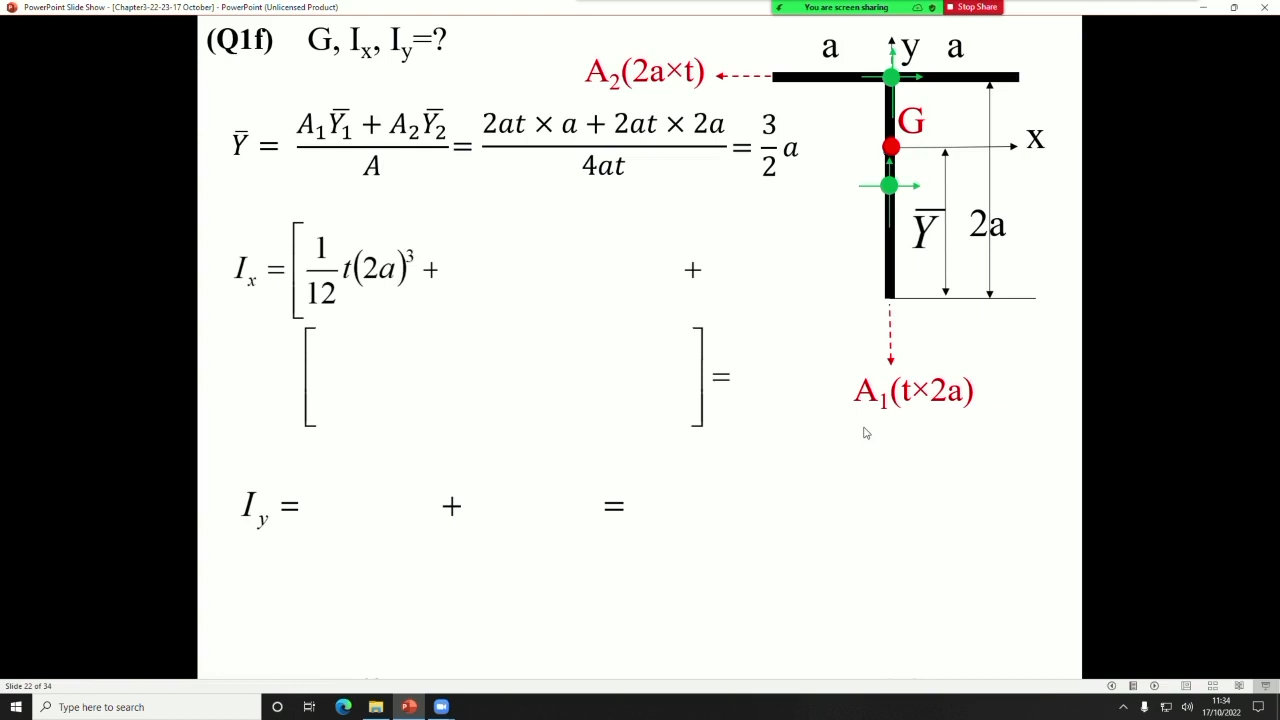 PowerPoint Slide Show - [Chapter3-22-23-17 October] - PowerPoint (Unlicensed Product)
You are screen sharing
Stop Share
(Q1f) G, Iₓ, I_y=?
a y a
A₂(2a×t)
Ȳ = (A₁Ȳ₁ + A₂Ȳ₂)/A = (2at × a + 2at × 2a)/4at = 3/2 a
G
x
Ȳ 2a
Iₓ = [ 1/12 t(2a)³ + +
[ ] =
A₁(t×2a)
I_y = + =
Slide 22 of 34
Type here to search
11:34
17/10/2022